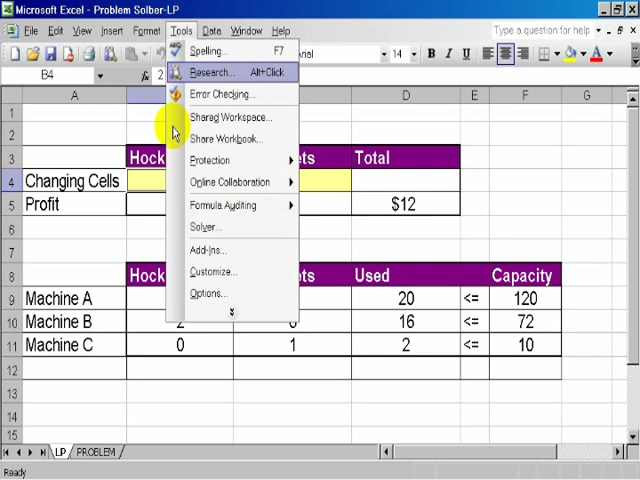 Microsoft Excel - Problem Solber-LP
File Edit View Insert Format Tools Data Window Help
Type a question for help
Arial 14 B I U
B4 fx 2
Spelling... F7
Research... Alt+Click
Error Checking...
Shared Workspace...
Share Workbook...
Protection
Online Collaboration
Formula Auditing
Solver...
Add-Ins...
Customize...
Options...
A D E F G
1
2
3 Hock ets Total
4 Changing Cells
5 Profit $12
6
7
8 Hock ets Used Capacity
9 Machine A 20 <= 120
10 Machine B 2 6 16 <= 72
11 Machine C 0 1 2 <= 10
12
13
14
15
LP PROBLEM
Ready